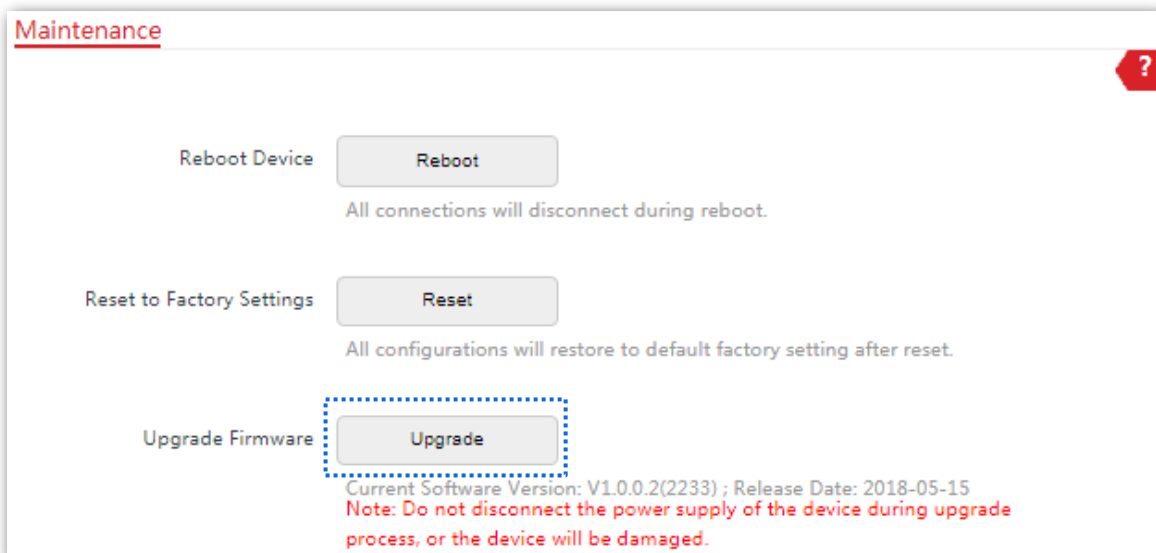 Maintenance
?
Reboot Device
Reboot
All connections will disconnect during reboot.
Reset to Factory Settings
Reset
All configurations will restore to default factory setting after reset.
Upgrade Firmware
Upgrade
Current Software Version: V1.0.0.2(2233) ; Release Date: 2018-05-15
Note: Do not disconnect the power supply of the device during upgrade
process, or the device will be damaged.